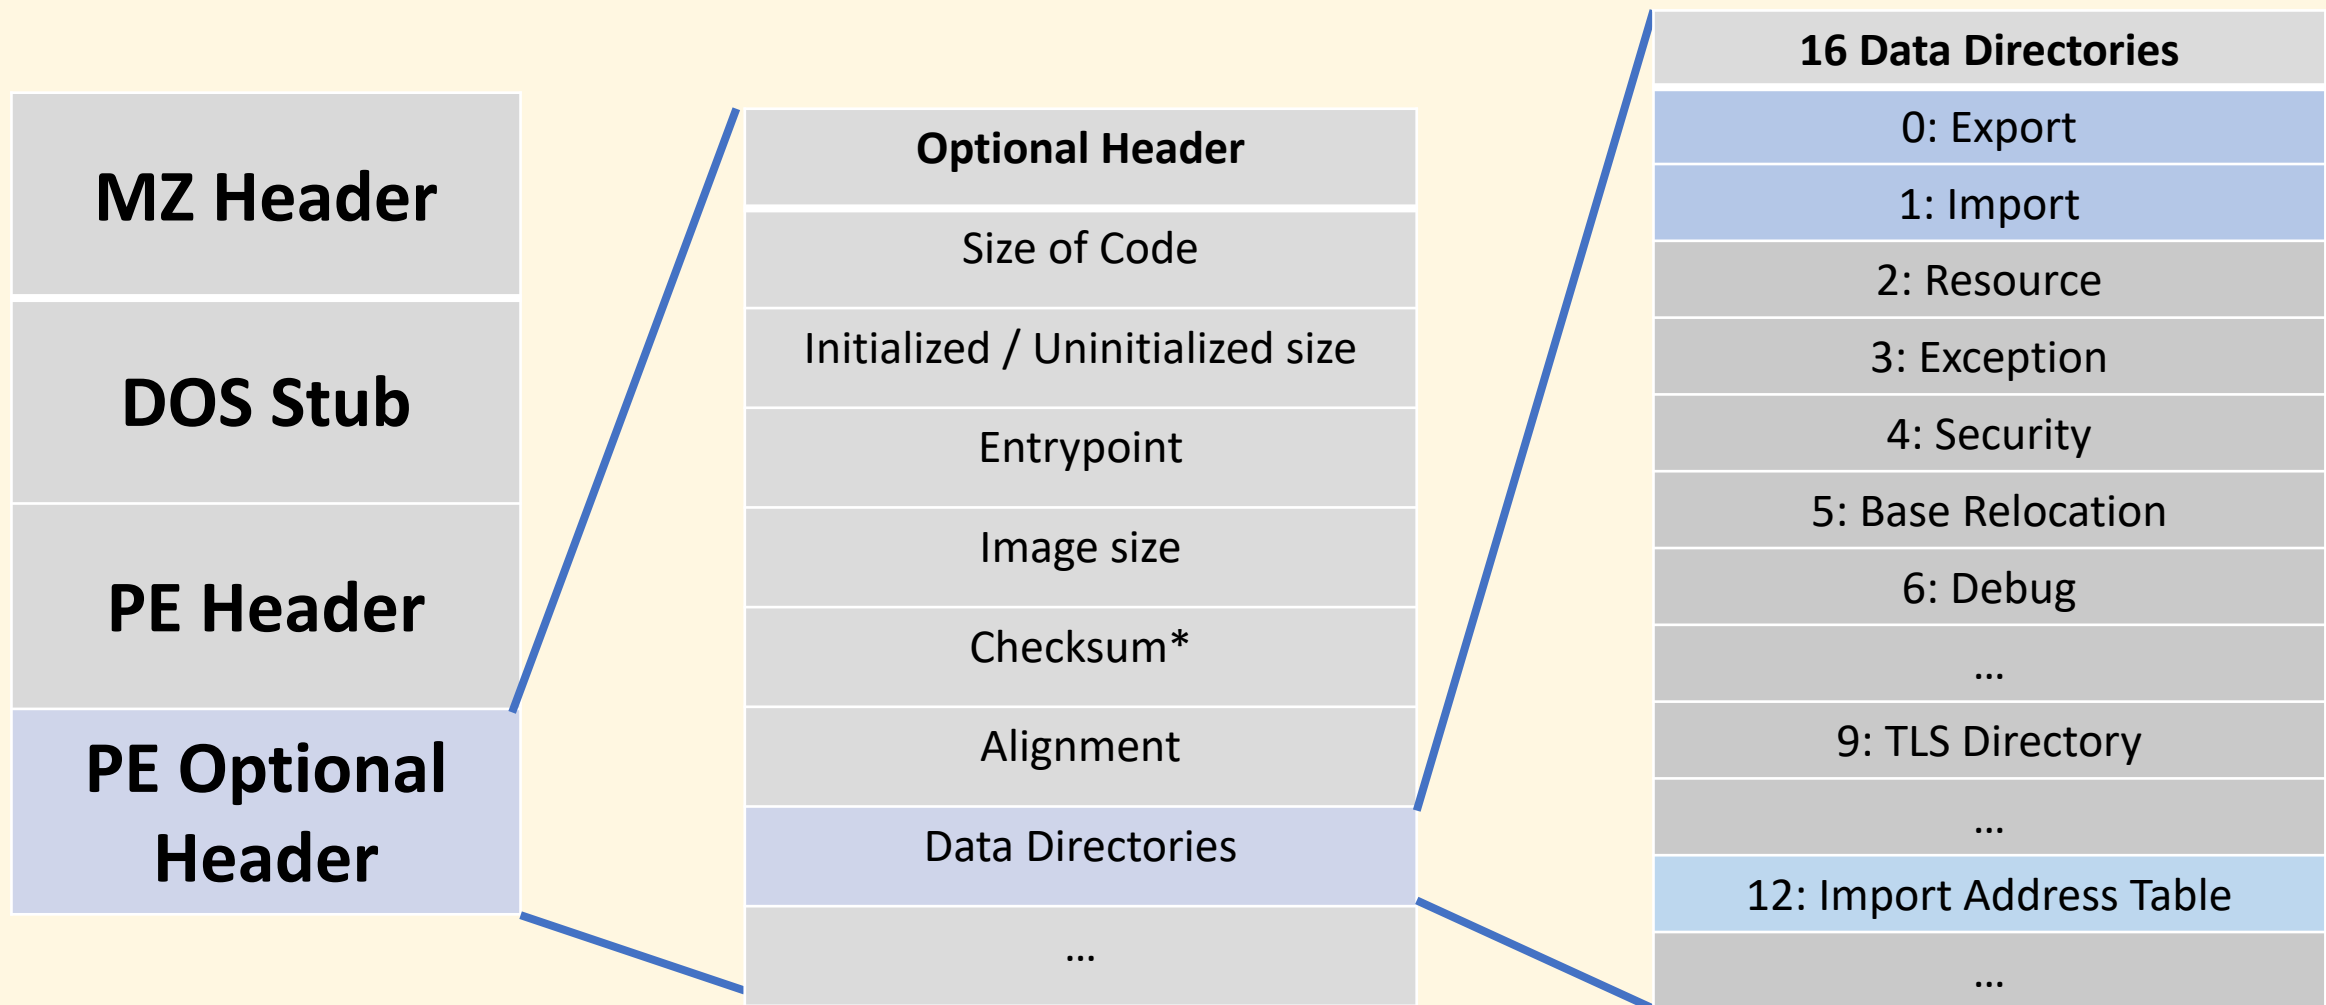 MZ Header
DOS Stub
PE Header
PE Optional
Header
Optional Header
Size of Code
Initialized / Uninitialized size
Entrypoint
Image size
Checksum*
Alignment
Data Directories
...
16 Data Directories
0: Export
1: Import
2: Resource
3: Exception
4: Security
5: Base Relocation
6: Debug
...
9: TLS Directory
...
12: Import Address Table
...